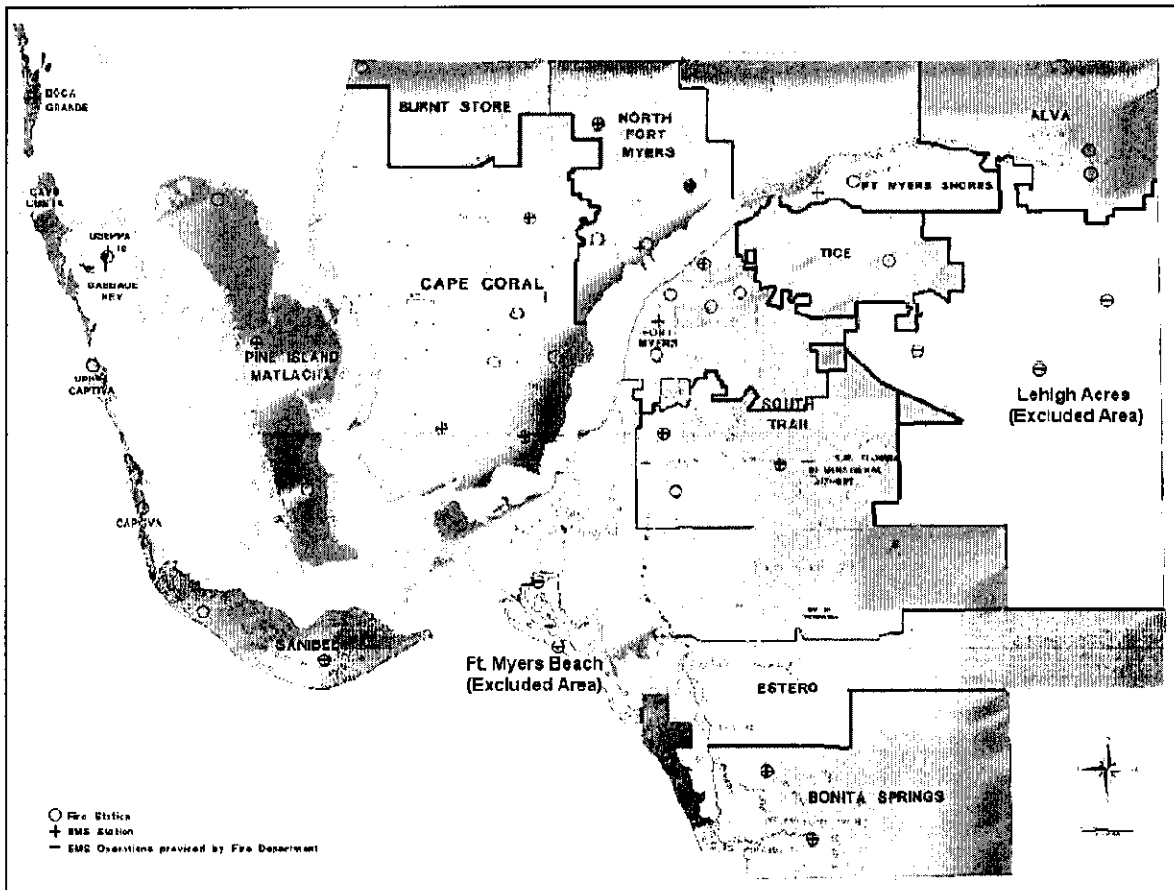 BOCA
GRANDE
BURNT STORE
NORTH
FORT
MYERS
ALVA
CAYO
COSTA
FT MYERS SHORES
USEPPA
CABBAGE
KEY
TICE
CAPE CORAL
FORT
MYERS
PINE ISLAND
MATLACHA
UPPER
CAPTIVA
Lehigh Acres
(Excluded Area)
SOUTH
TRAIL
CAPTIVA
SANIBEL
Ft. Myers Beach
(Excluded Area)
ESTERO
BONITA SPRINGS
Fire Station
EMS Station
EMS Operations provided by Fire Department